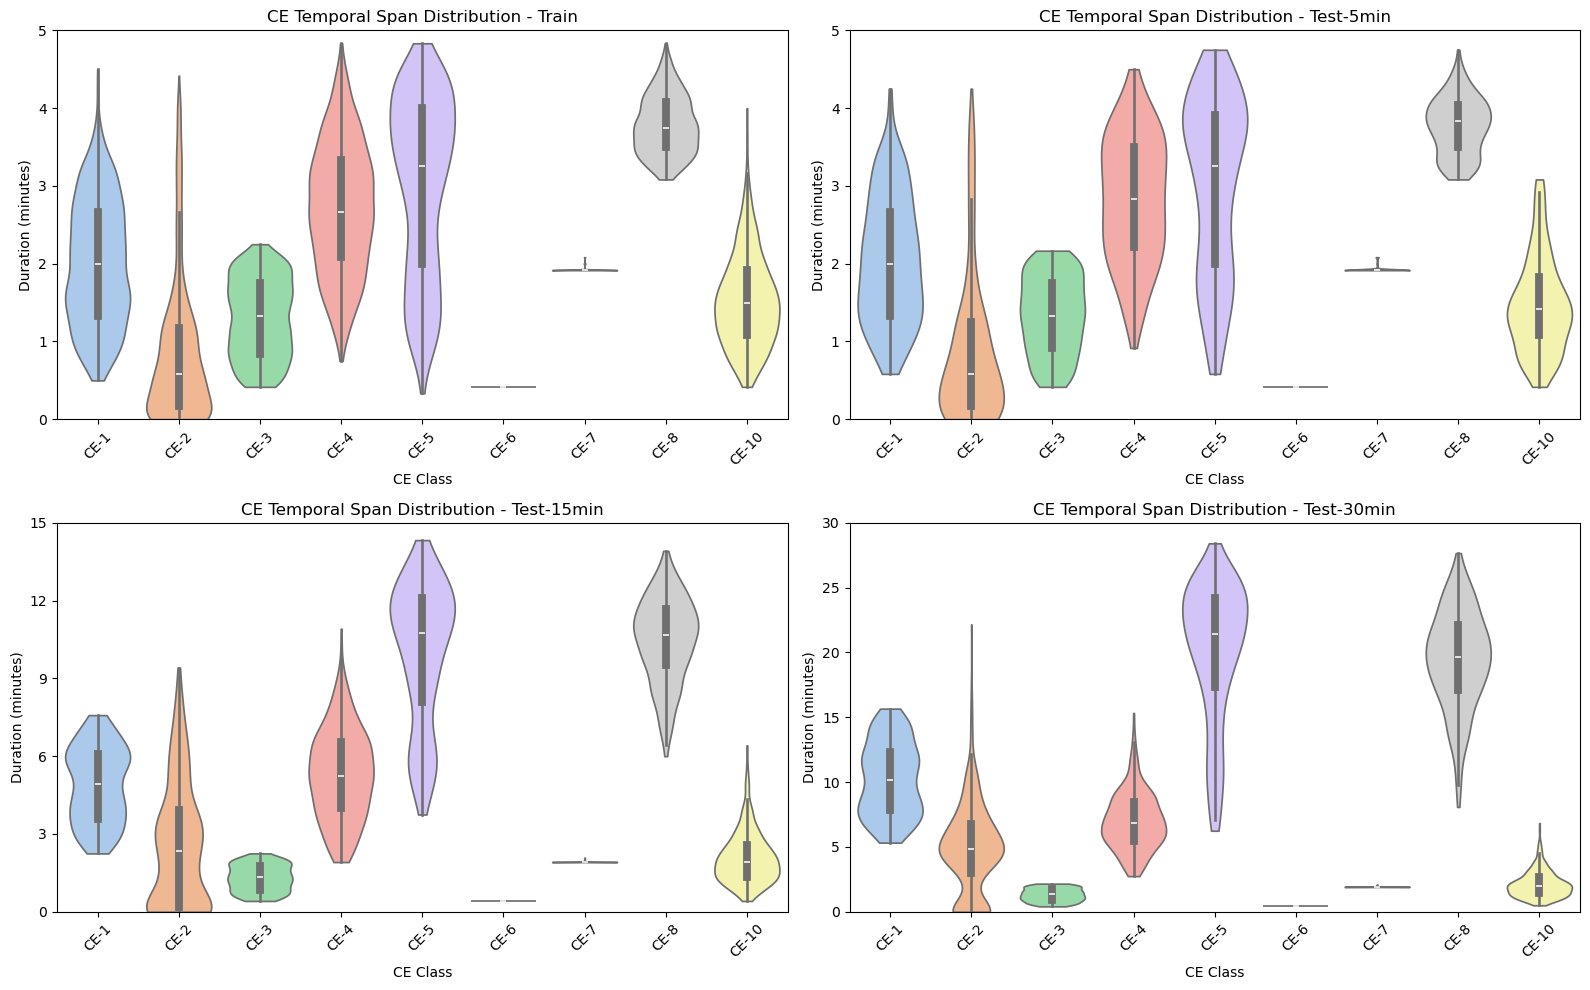 CE Temporal Span Distribution - Train
5
4
3
2
1
0
Duration (minutes)
CE-1 CE-2 CE-3 CE-4 CE-5 CE-6 CE-7 CE-8 CE-10
CE Class
CE Temporal Span Distribution - Test-5min
5
4
3
2
1
0
Duration (minutes)
CE-1 CE-2 CE-3 CE-4 CE-5 CE-6 CE-7 CE-8 CE-10
CE Class
CE Temporal Span Distribution - Test-15min
15
12
9
6
3
0
Duration (minutes)
CE-1 CE-2 CE-3 CE-4 CE-5 CE-6 CE-7 CE-8 CE-10
CE Class
CE Temporal Span Distribution - Test-30min
30
25
20
15
10
5
0
Duration (minutes)
CE-1 CE-2 CE-3 CE-4 CE-5 CE-6 CE-7 CE-8 CE-10
CE Class